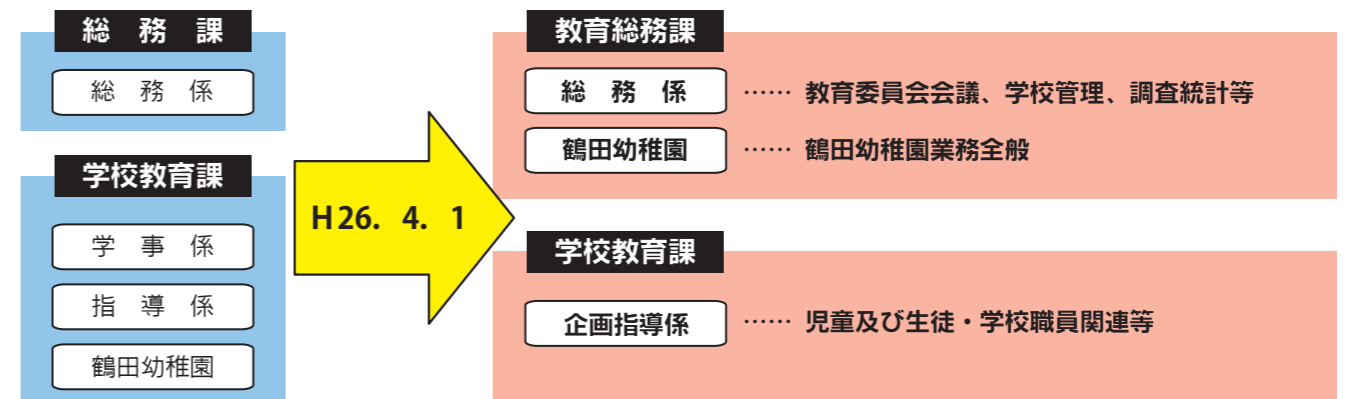 総　務　課
総　務　係
学校教育課
学　事　係
指　導　係
鶴田幼稚園
H26．4．1
教育総務課
総　務　係 …… 教育委員会会議、学校管理、調査統計等
鶴田幼稚園 …… 鶴田幼稚園業務全般
学校教育課
企画指導係 …… 児童及び生徒・学校職員関連等